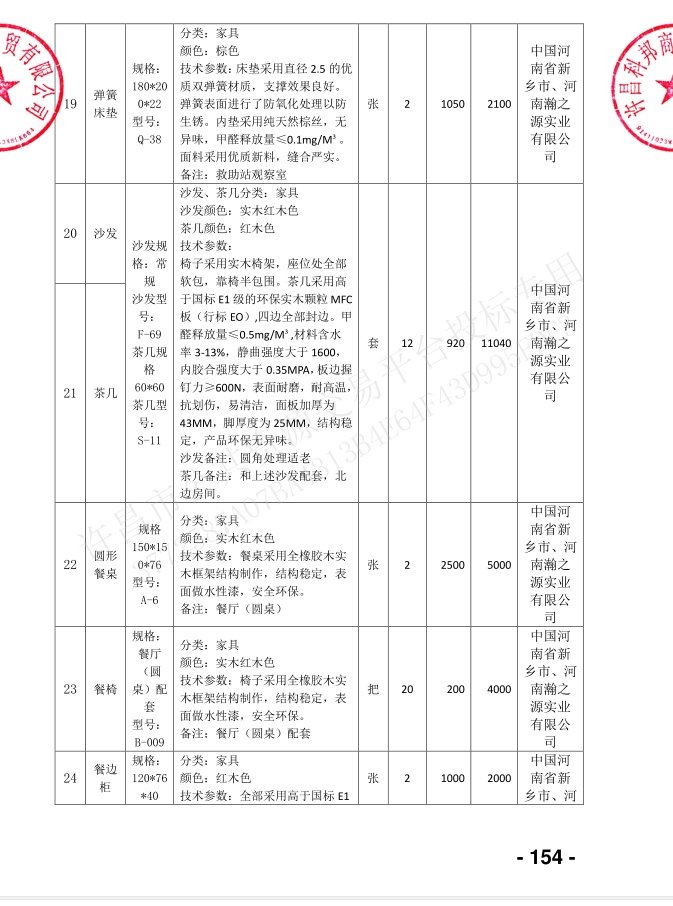 19
弹簧
床垫
规格：
180*20
0*22
型号：
Q-38
分类：家具
颜色：棕色
技术参数：床垫采用直径 2.5 的优
质双弹簧材质，支撑效果良好。
弹簧表面进行了防氧化处理以防
生锈。内垫采用纯天然棕丝，无
异味，甲醛释放量≤0.1mg/M³ 。
面料采用优质新料，缝合严实。
备注：救助站观察室
张
2
1050
2100
中国河
南省新
乡市、河
南瀚之
源实业
有限公
司
20
沙发
21
茶几
沙发规
格：常
规
沙发型
号：
F-69
茶几规
格
60*60
茶几型
号：
S-11
沙发、茶几分类：家具
沙发颜色：实木红木色
茶几颜色：红木色
技术参数：
椅子采用实木椅架，座位处全部
软包，靠椅半包围。茶几采用高
于国标 E1 级的环保实木颗粒 MFC
板（行标 EO）,四边全部封边。甲
醛释放量≤0.5mg/M³ ,材料含水
率 3-13%，静曲强度大于 1600，
内胶合强度大于 0.35MPA，板边握
钉力≥600N，表面耐磨，耐高温，
抗划伤，易清洁，面板加厚为
43MM，脚厚度为 25MM，结构稳
定，产品环保无异味。
沙发备注：圆角处理适老
茶几备注：和上述沙发配套，北
边房间。
套
12
920
11040
中国河
南省新
乡市、河
南瀚之
源实业
有限公
司
22
圆形
餐桌
规格
150*15
0*76
型号：
A-6
分类：家具
颜色：实木红木色
技术参数：餐桌采用全橡胶木实
木框架结构制作，结构稳定，表
面做水性漆，安全环保。
备注：餐厅（圆桌）
张
2
2500
5000
中国河
南省新
乡市、河
南瀚之
源实业
有限公
司
23
餐椅
规格：
餐厅
（圆
桌）配
套
型号：
B-009
分类：家具
颜色：实木红木色
技术参数：椅子采用全橡胶木实
木框架结构制作，结构稳定，表
面做水性漆，安全环保。
备注：餐厅（圆桌）配套
把
20
200
4000
中国河
南省新
乡市、河
南瀚之
源实业
有限公
司
24
餐边
柜
规格：
120*76
*40
分类：家具
颜色：红木色
技术参数：全部采用高于国标 E1
张
2
1000
2000
中国河
南省新
乡市、河
- 154 -
贸有限公司
许昌科邦商